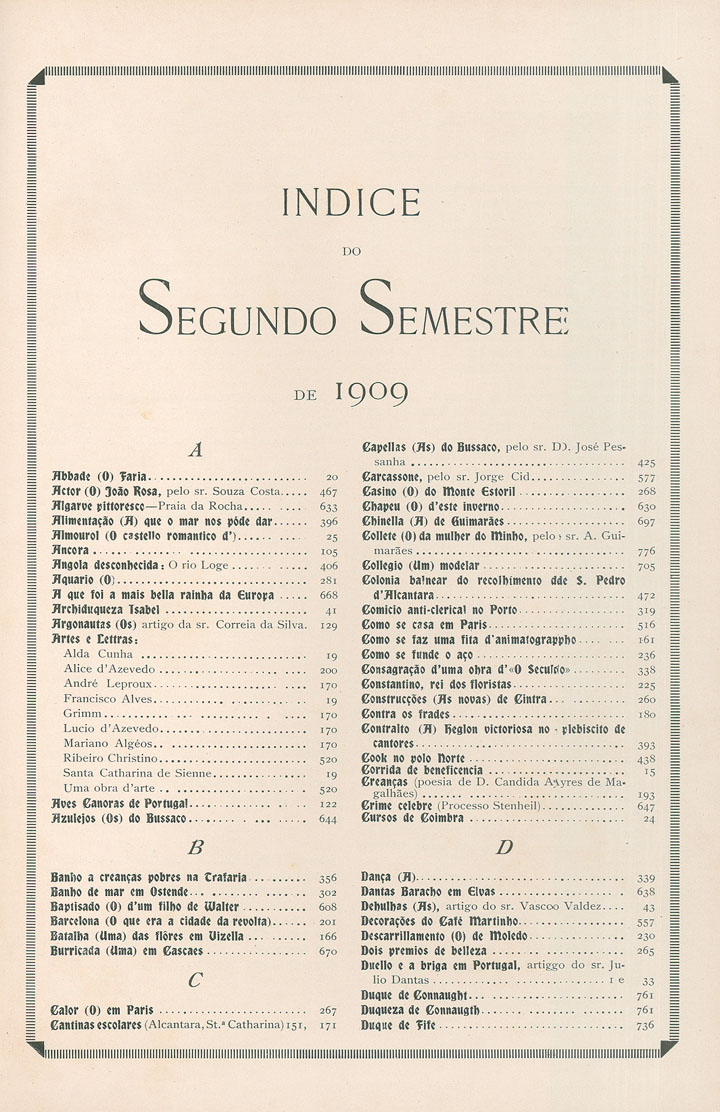 INDICE
DO
SEGUNDO SEMESTRE
DE 1909
A
Abbade (O) Faria 20
Actor (O) João Rosa, pelo sr. Souza Costa 467
Algarve pittoresco—Praia da Rocha 633
Alimentação (A) que o mar nos póde dar 396
Almourol (O castello romantico d') 25
Ancora 105
Angola desconhecida: O rio Loge 406
Aquario (O) 281
A que foi a mais bella rainha da Europa 668
Archiduqueza Isabel 41
Argonautas (Os) artigo da sr. Correia da Silva. 129
Artes e Lettras:
Alda Cunha 19
Alice d'Azevedo 200
André Leproux 170
Francisco Alves 19
Grimm 170
Lucio d'Azevedo 170
Mariano Algéos 170
Ribeiro Christino 520
Santa Catharina de Sienne 19
Uma obra d'arte 520
Aves Canoras de Portugal 122
Azulejos (Os) do Bussaco 644
B
Banho a creanças pobres na Trafaria 356
Banho de mar em Ostende 302
Baptisado (O) d'um filho de Walter 608
Barcelona (O que era a cidade da revolta) 201
Batalha (Uma) das flôres em Vizella 166
Burricada (Uma) em Cascaes 670
C
Calor (O) em Paris 267
Cantinas escolares (Alcantara, St.ª Catharina) 151, 171
Capellas (As) do Bussaco, pelo sr. D). José Pes-
sanha 425
Carcassone, pelo sr. Jorge Cid 577
Casino (O) do Monte Estoril 268
Chapeu (O) d'este inverno 630
Chinella (A) de Guimarães 697
Collete (O) da mulher do Minho, pelo sr. A. Gui-
marães 776
Collegio (Um) modelar 705
Colonia balnear do recolhimento dde S. Pedro
d'Alcantara 472
Comicio anti-clerical no Porto 319
Como se casa em Paris 516
Como se faz uma fita d'animatograppho 161
Como se funde o aço 236
Consagração d'uma obra d'«O Seculo» 338
Constantino, rei dos floristas 225
Construcções (As novas) de Cintra 260
Contra os frades 180
Contralto (A) Heglon victoriosa no plebiscito de
cantores 393
Cook no polo Norte 438
Corrida de beneficencia 15
Creanças (poesia de D. Candida Ayres de Ma-
galhães) 193
Crime celebre (Processo Stenheil) 647
Cursos de Coimbra 24
D
Dança (A) 339
Dantas Baracho em Elvas 638
Debulhas (As), artigo do sr. Vascoo Valdez 43
Decorações do Café Martinho 557
Descarrillamento (O) de Moledo 230
Dois premios de belleza 265
Duello e a briga em Portugal, artiggo do sr. Ju-
lio Dantas 1 e 33
Duque de Connaught 761
Duqueza de Connaugth 761
Duque de Fife 736